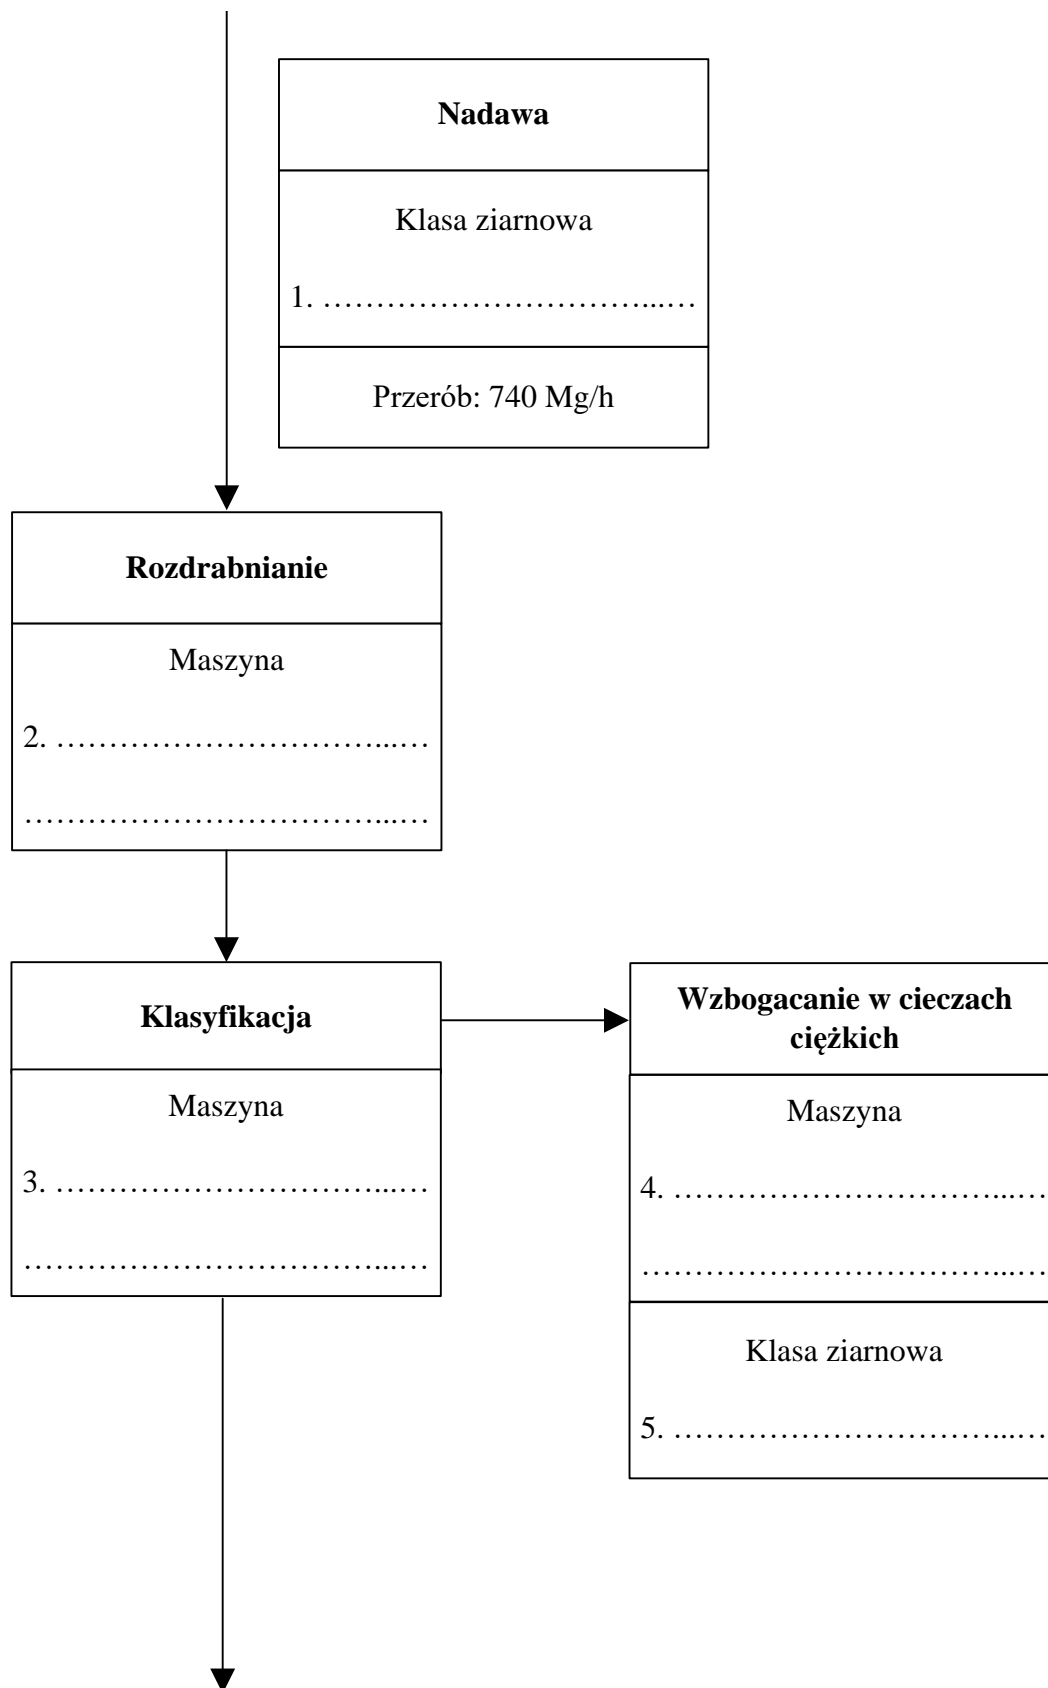 Nadawa
Klasa ziarnowa
1. …………………………...…
Przerób: 740 Mg/h
Rozdrabnianie
Maszyna
2. …………………………...…
……………………………...…
Klasyfikacja
Maszyna
3. …………………………...…
……………………………...…
Wzbogacanie w cieczach
ciężkich
Maszyna
4. …………………………...…
……………………………...…
Klasa ziarnowa
5. …………………………...…